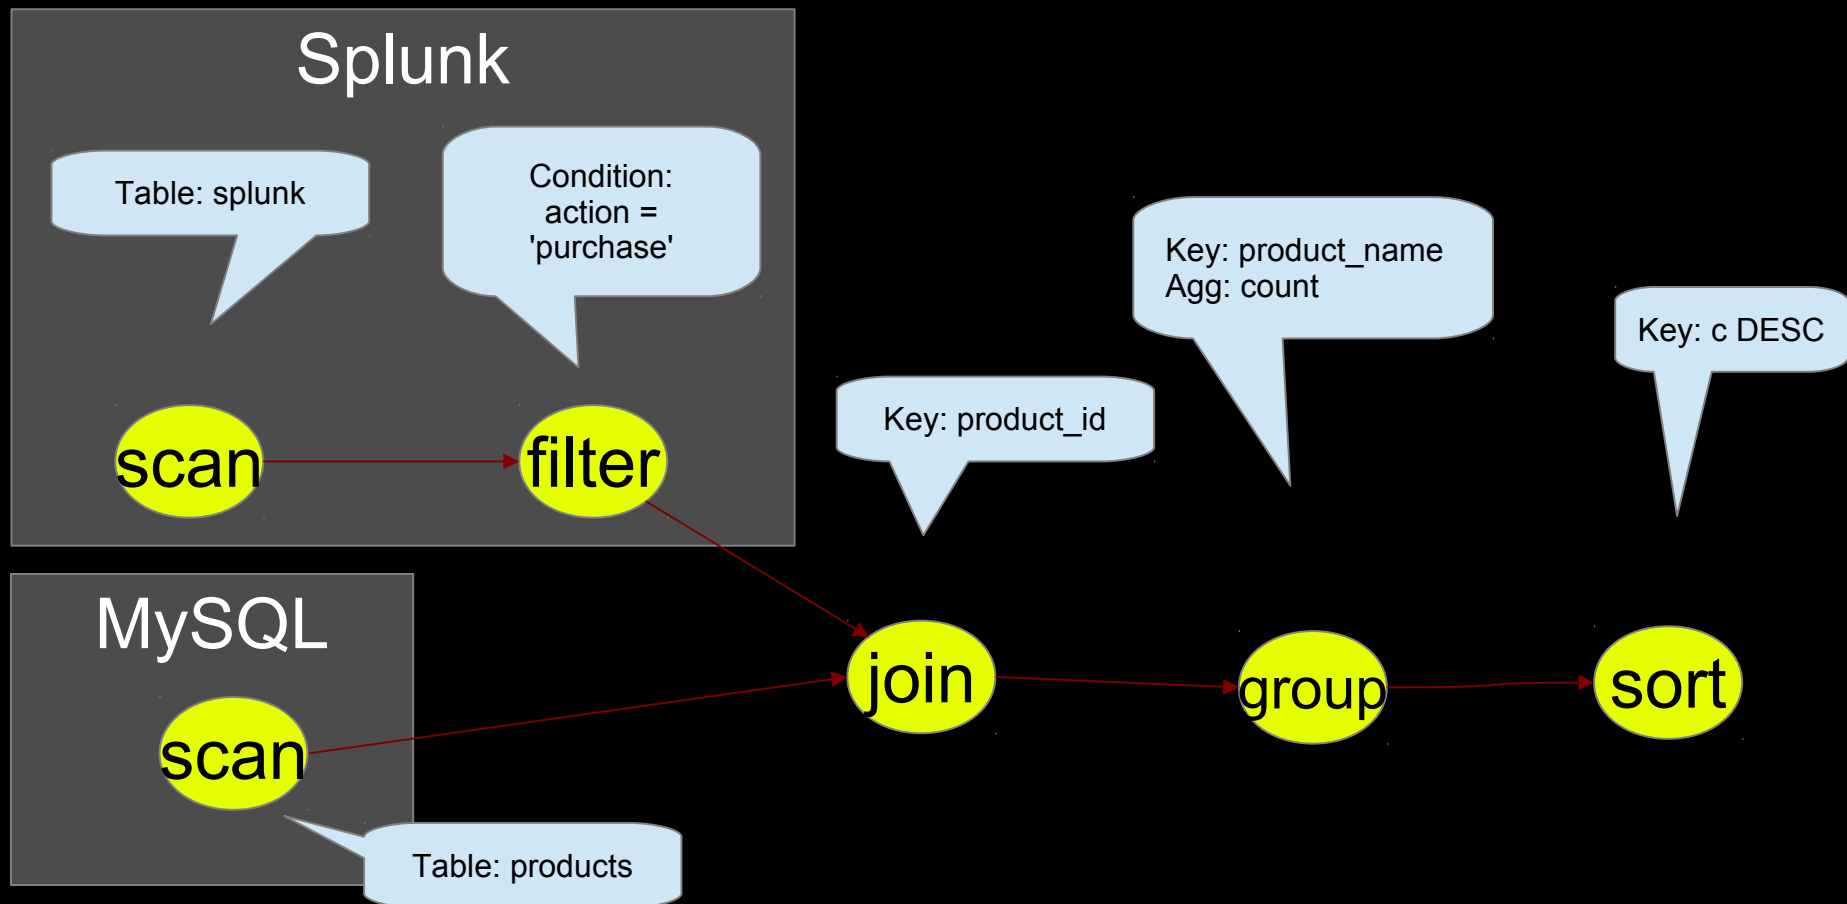 Splunk
Table: splunk
Condition:
action =
'purchase'
Key: product_name
Agg: count
Key: c DESC
Key: product_id
scan
filter
MySQL
join
group
sort
scan
Table: products